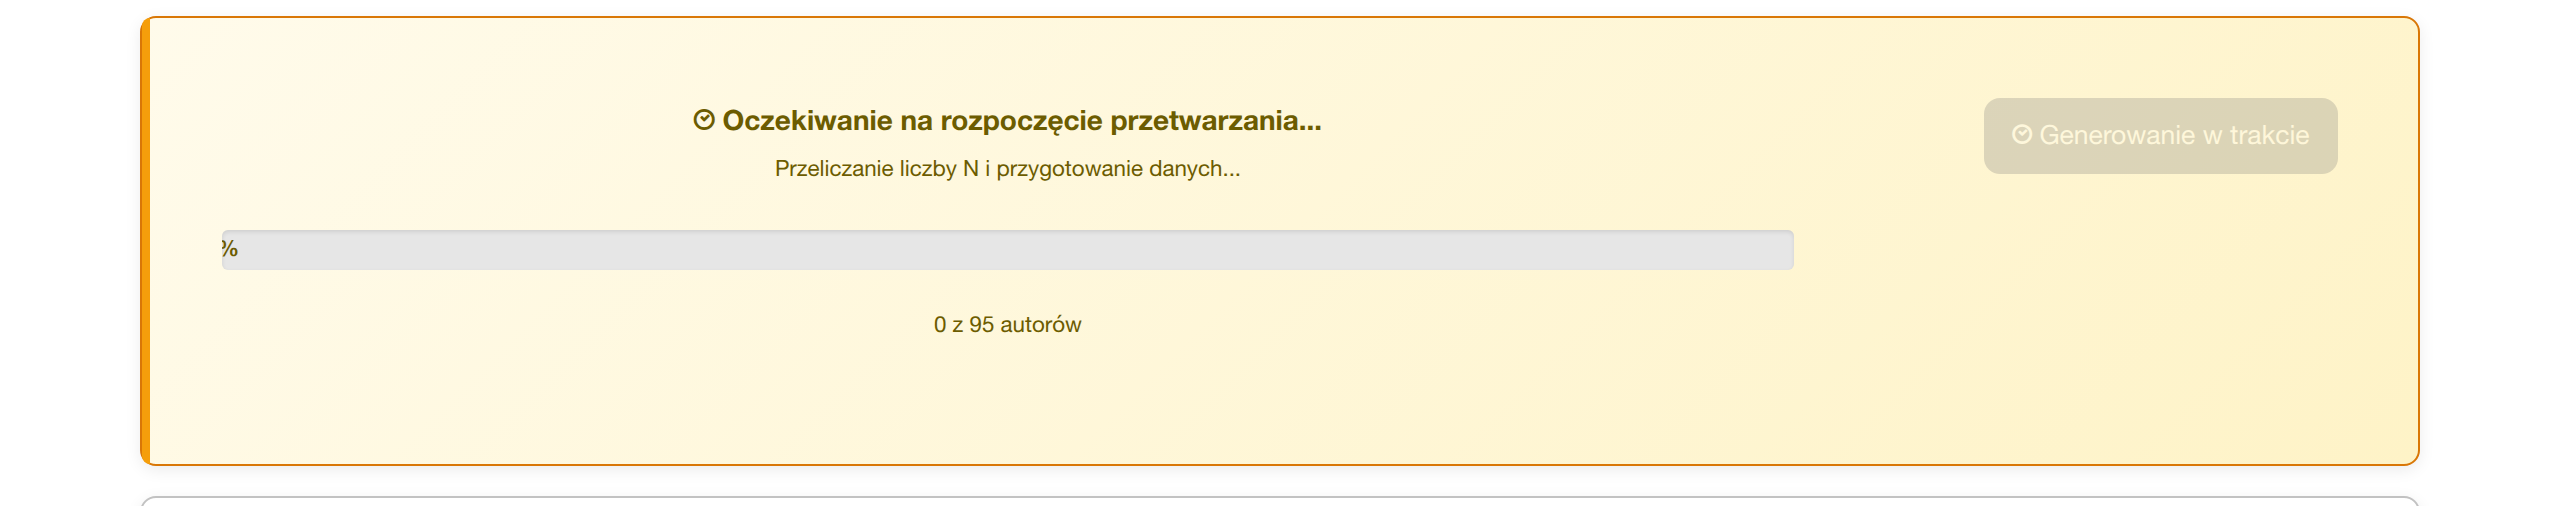 Oczekiwanie na rozpoczęcie przetwarzania...
Przeliczanie liczby N i przygotowanie danych...
%
0 z 95 autorów
Generowanie w trakcie